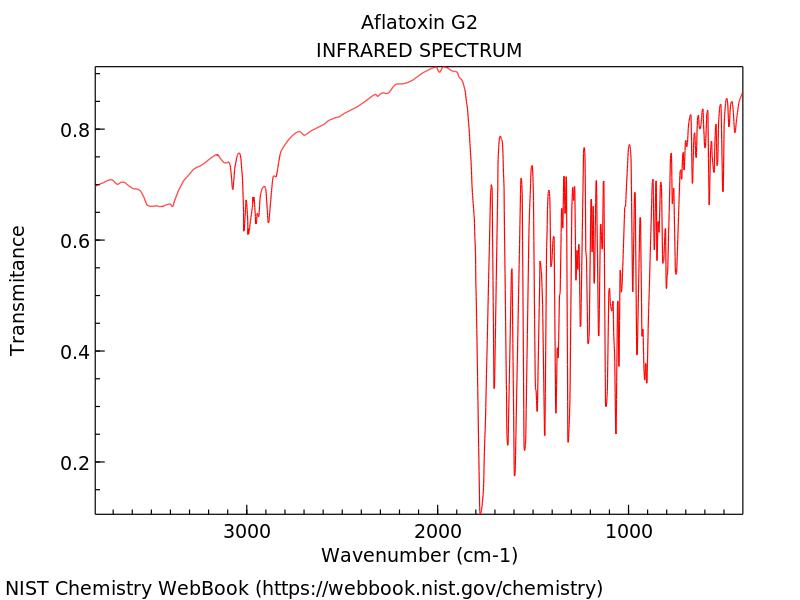 Aflatoxin G2
INFRARED SPECTRUM
Transmitance
0.8
0.6
0.4
0.2
3000 2000 1000
Wavenumber (cm-1)
NIST Chemistry WebBook (https://webbook.nist.gov/chemistry)